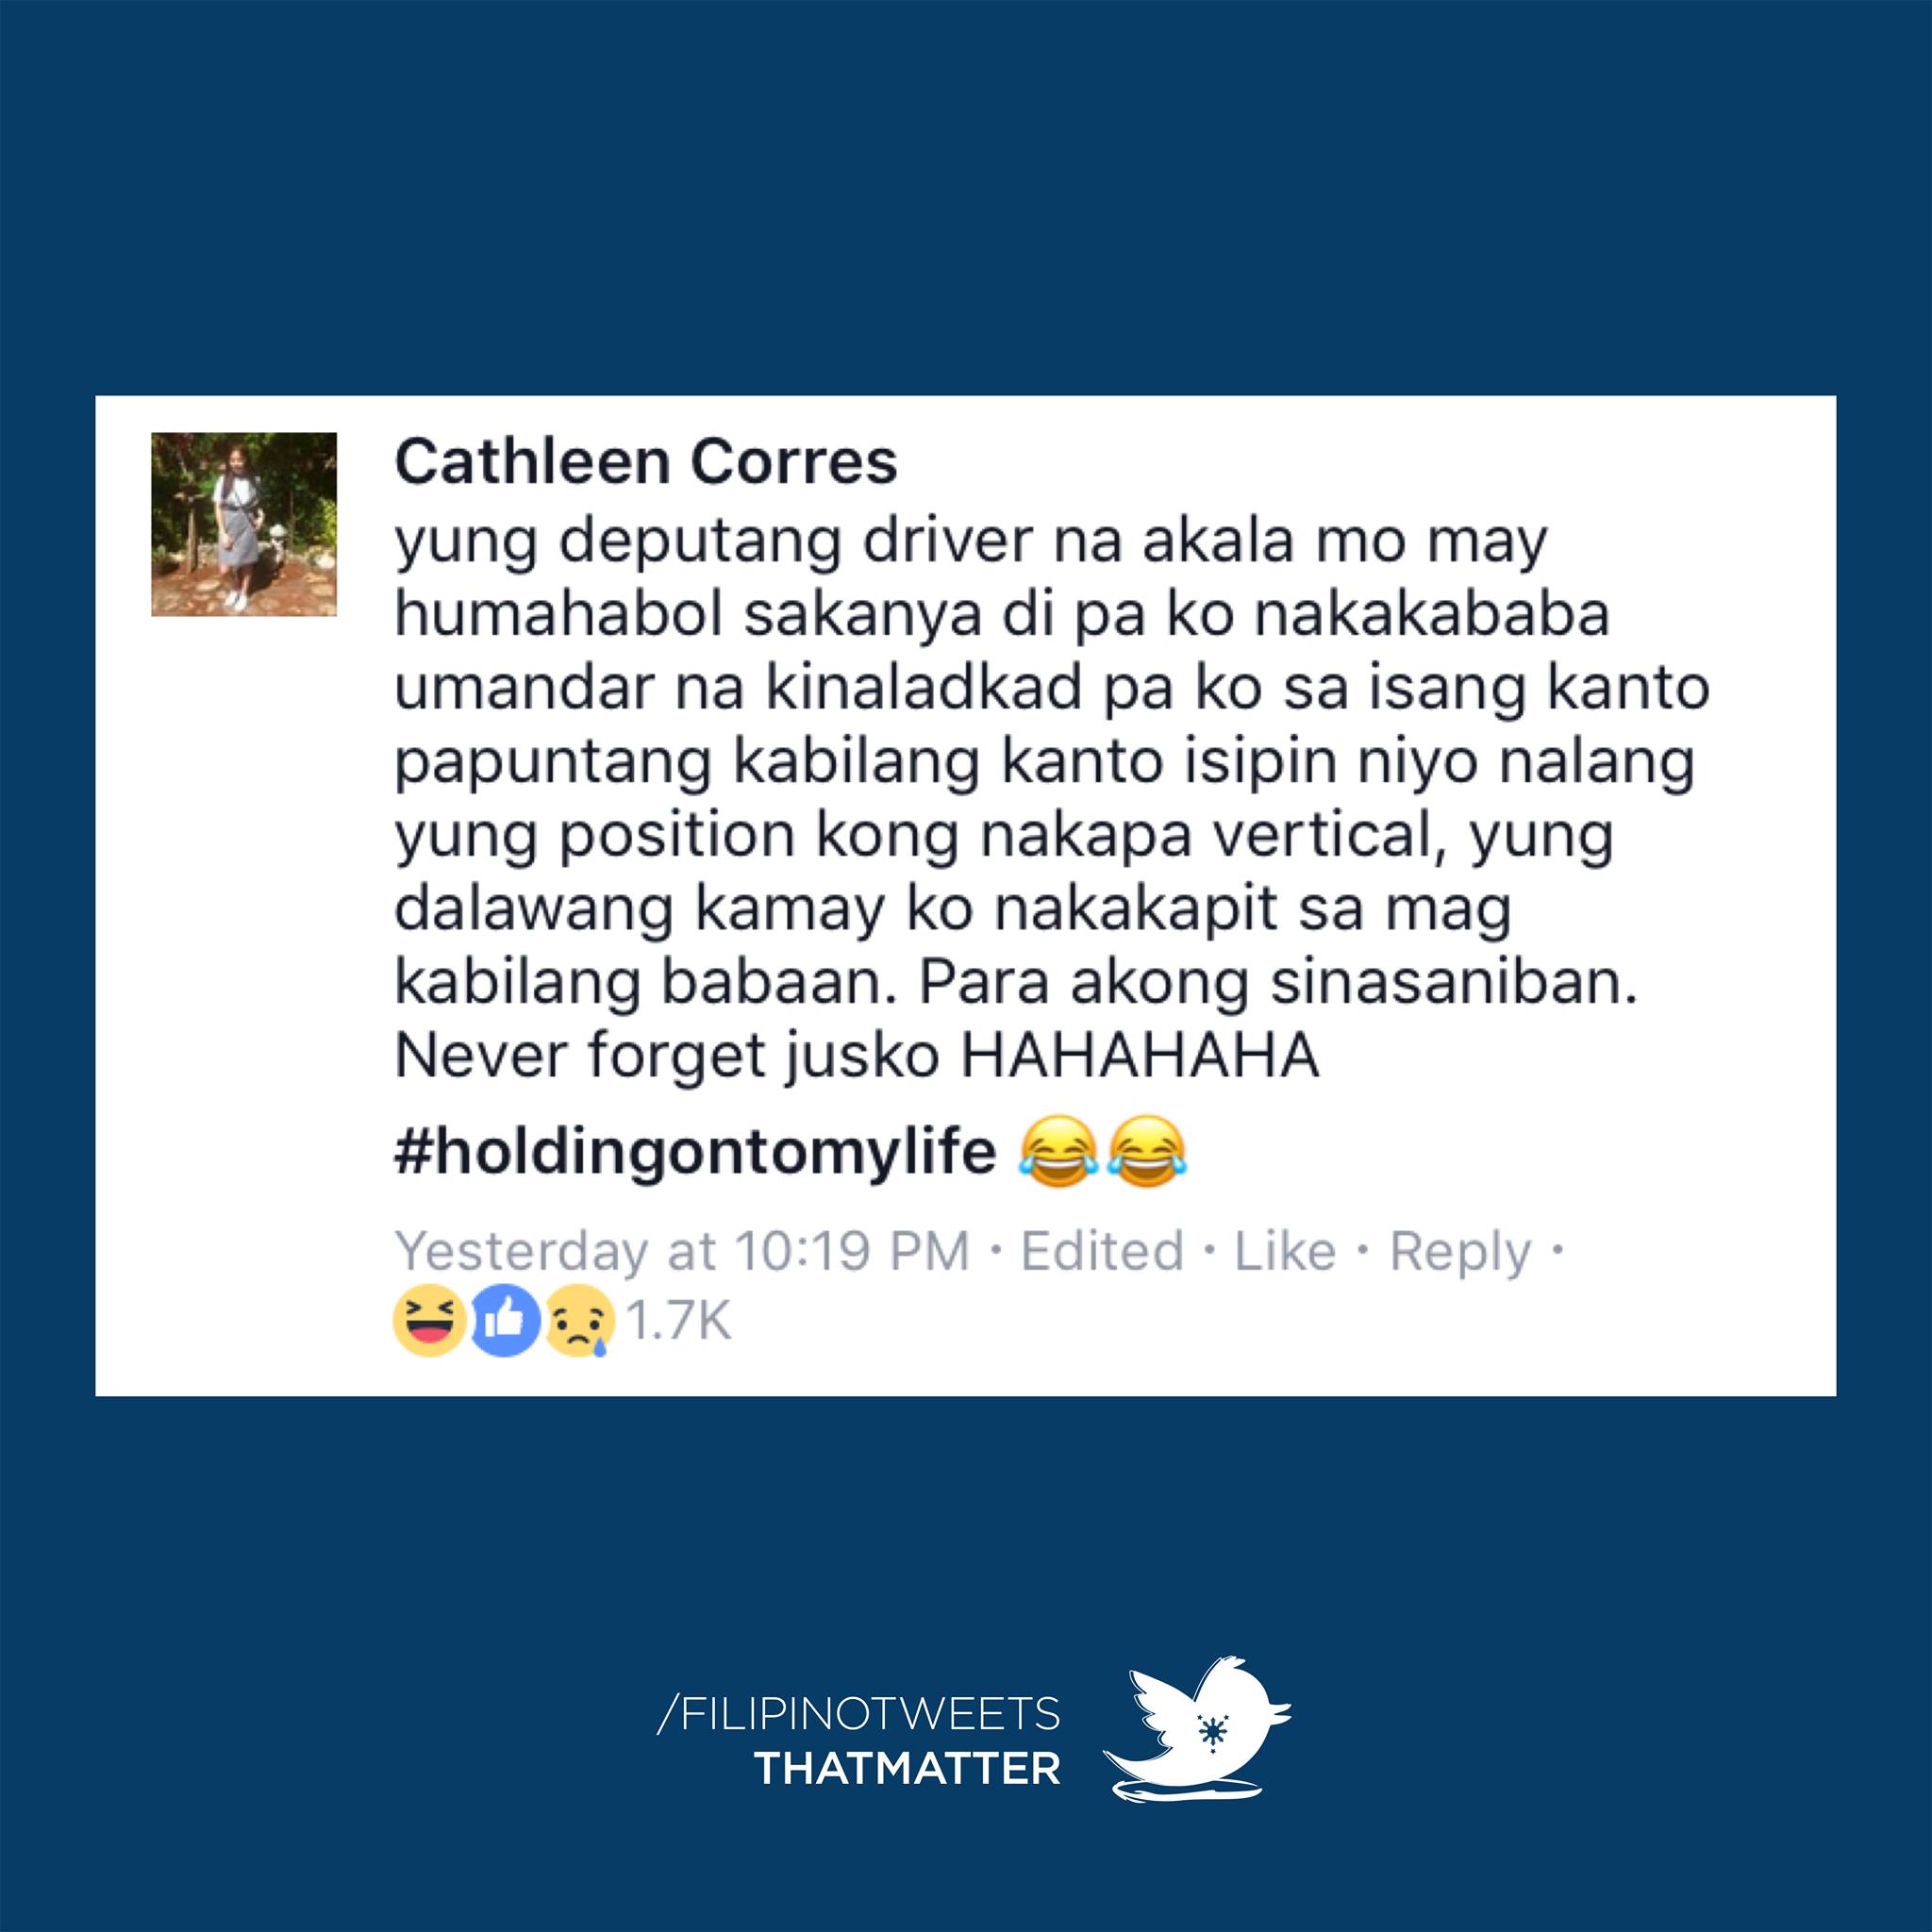 Cathleen Corres
yung deputang driver na akala mo may
humahabol sakanya di pa ko nakakababa
umandar na kinaladkad pa ko sa isang kanto
papuntang kabilang kanto isipin niyo nalang
yung position kong nakapa vertical, yung
dalawang kamay ko nakakapit sa mag
kabilang babaan. Para akong sinasaniban.
Never forget jusko HAHAHAHA
#holdingontomylife 😂😂
Yesterday at 10:19 PM · Edited · Like · Reply ·
1.7K
/FILIPINOTWEETS
THATMATTER